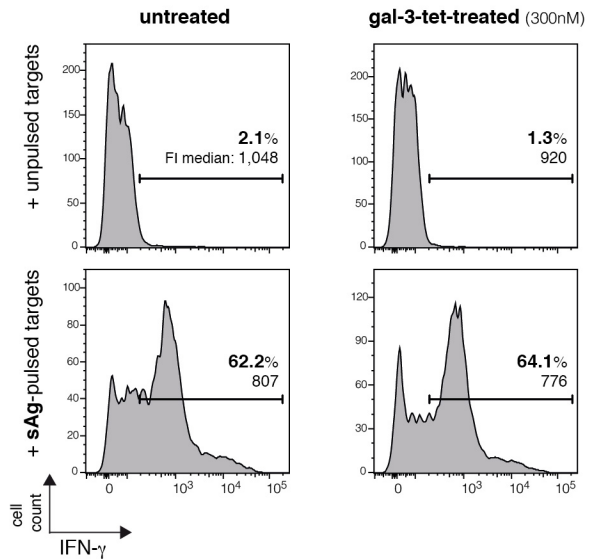 untreated
gal-3-tet-treated (300nM)
+ unpulsed targets
200
150
100
50
0
2.1%
FI median: 1,048
200
150
100
50
0
1.3%
920
+ sAg-pulsed targets
100
80
60
40
20
0
62.2%
807
0 10³ 10⁴ 10⁵
120
90
60
30
0
64.1%
776
0 10³ 10⁴ 10⁵
cell
count
IFN-γ